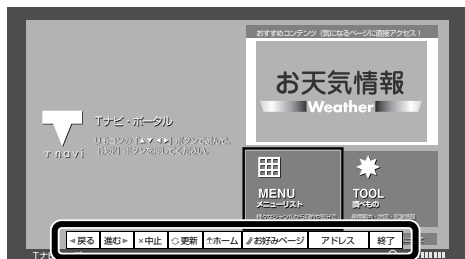 おすすめコンテンツ（気になるページに直接アクセス！
お天気情報
Weather
Tナビ・ポータル
リモコンの「▲▼◀▶」ボタンで選んで、
「決定」ボタンを押してください。
T navi
MENU
メニューリスト
TOOL
調べもの
◀戻る 進む▶ ×中止 更新 ホーム お好みページ アドレス 終了